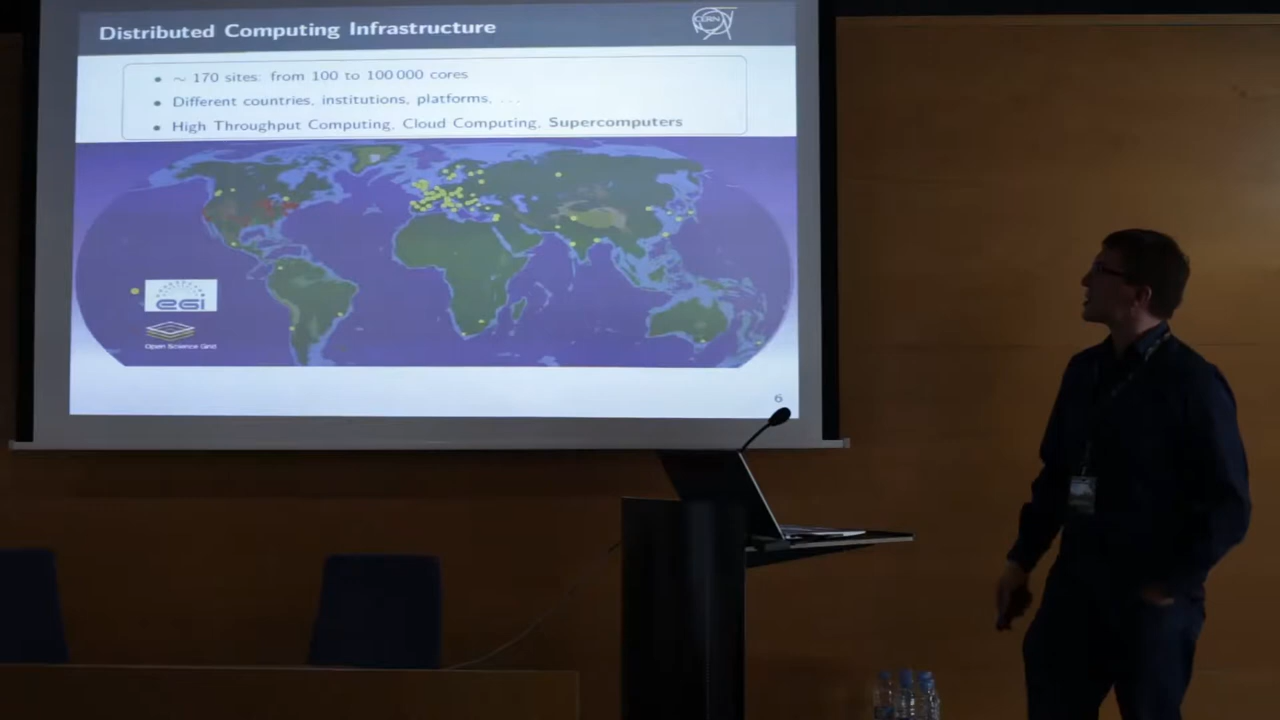 Distributed Computing Infrastructure
CERN
• ~ 170 sites: from 100 to 100 000 cores
• Different countries, institutions, platforms, ...
• High Throughput Computing, Cloud Computing, Supercomputers
eGI
Open Science Grid
6